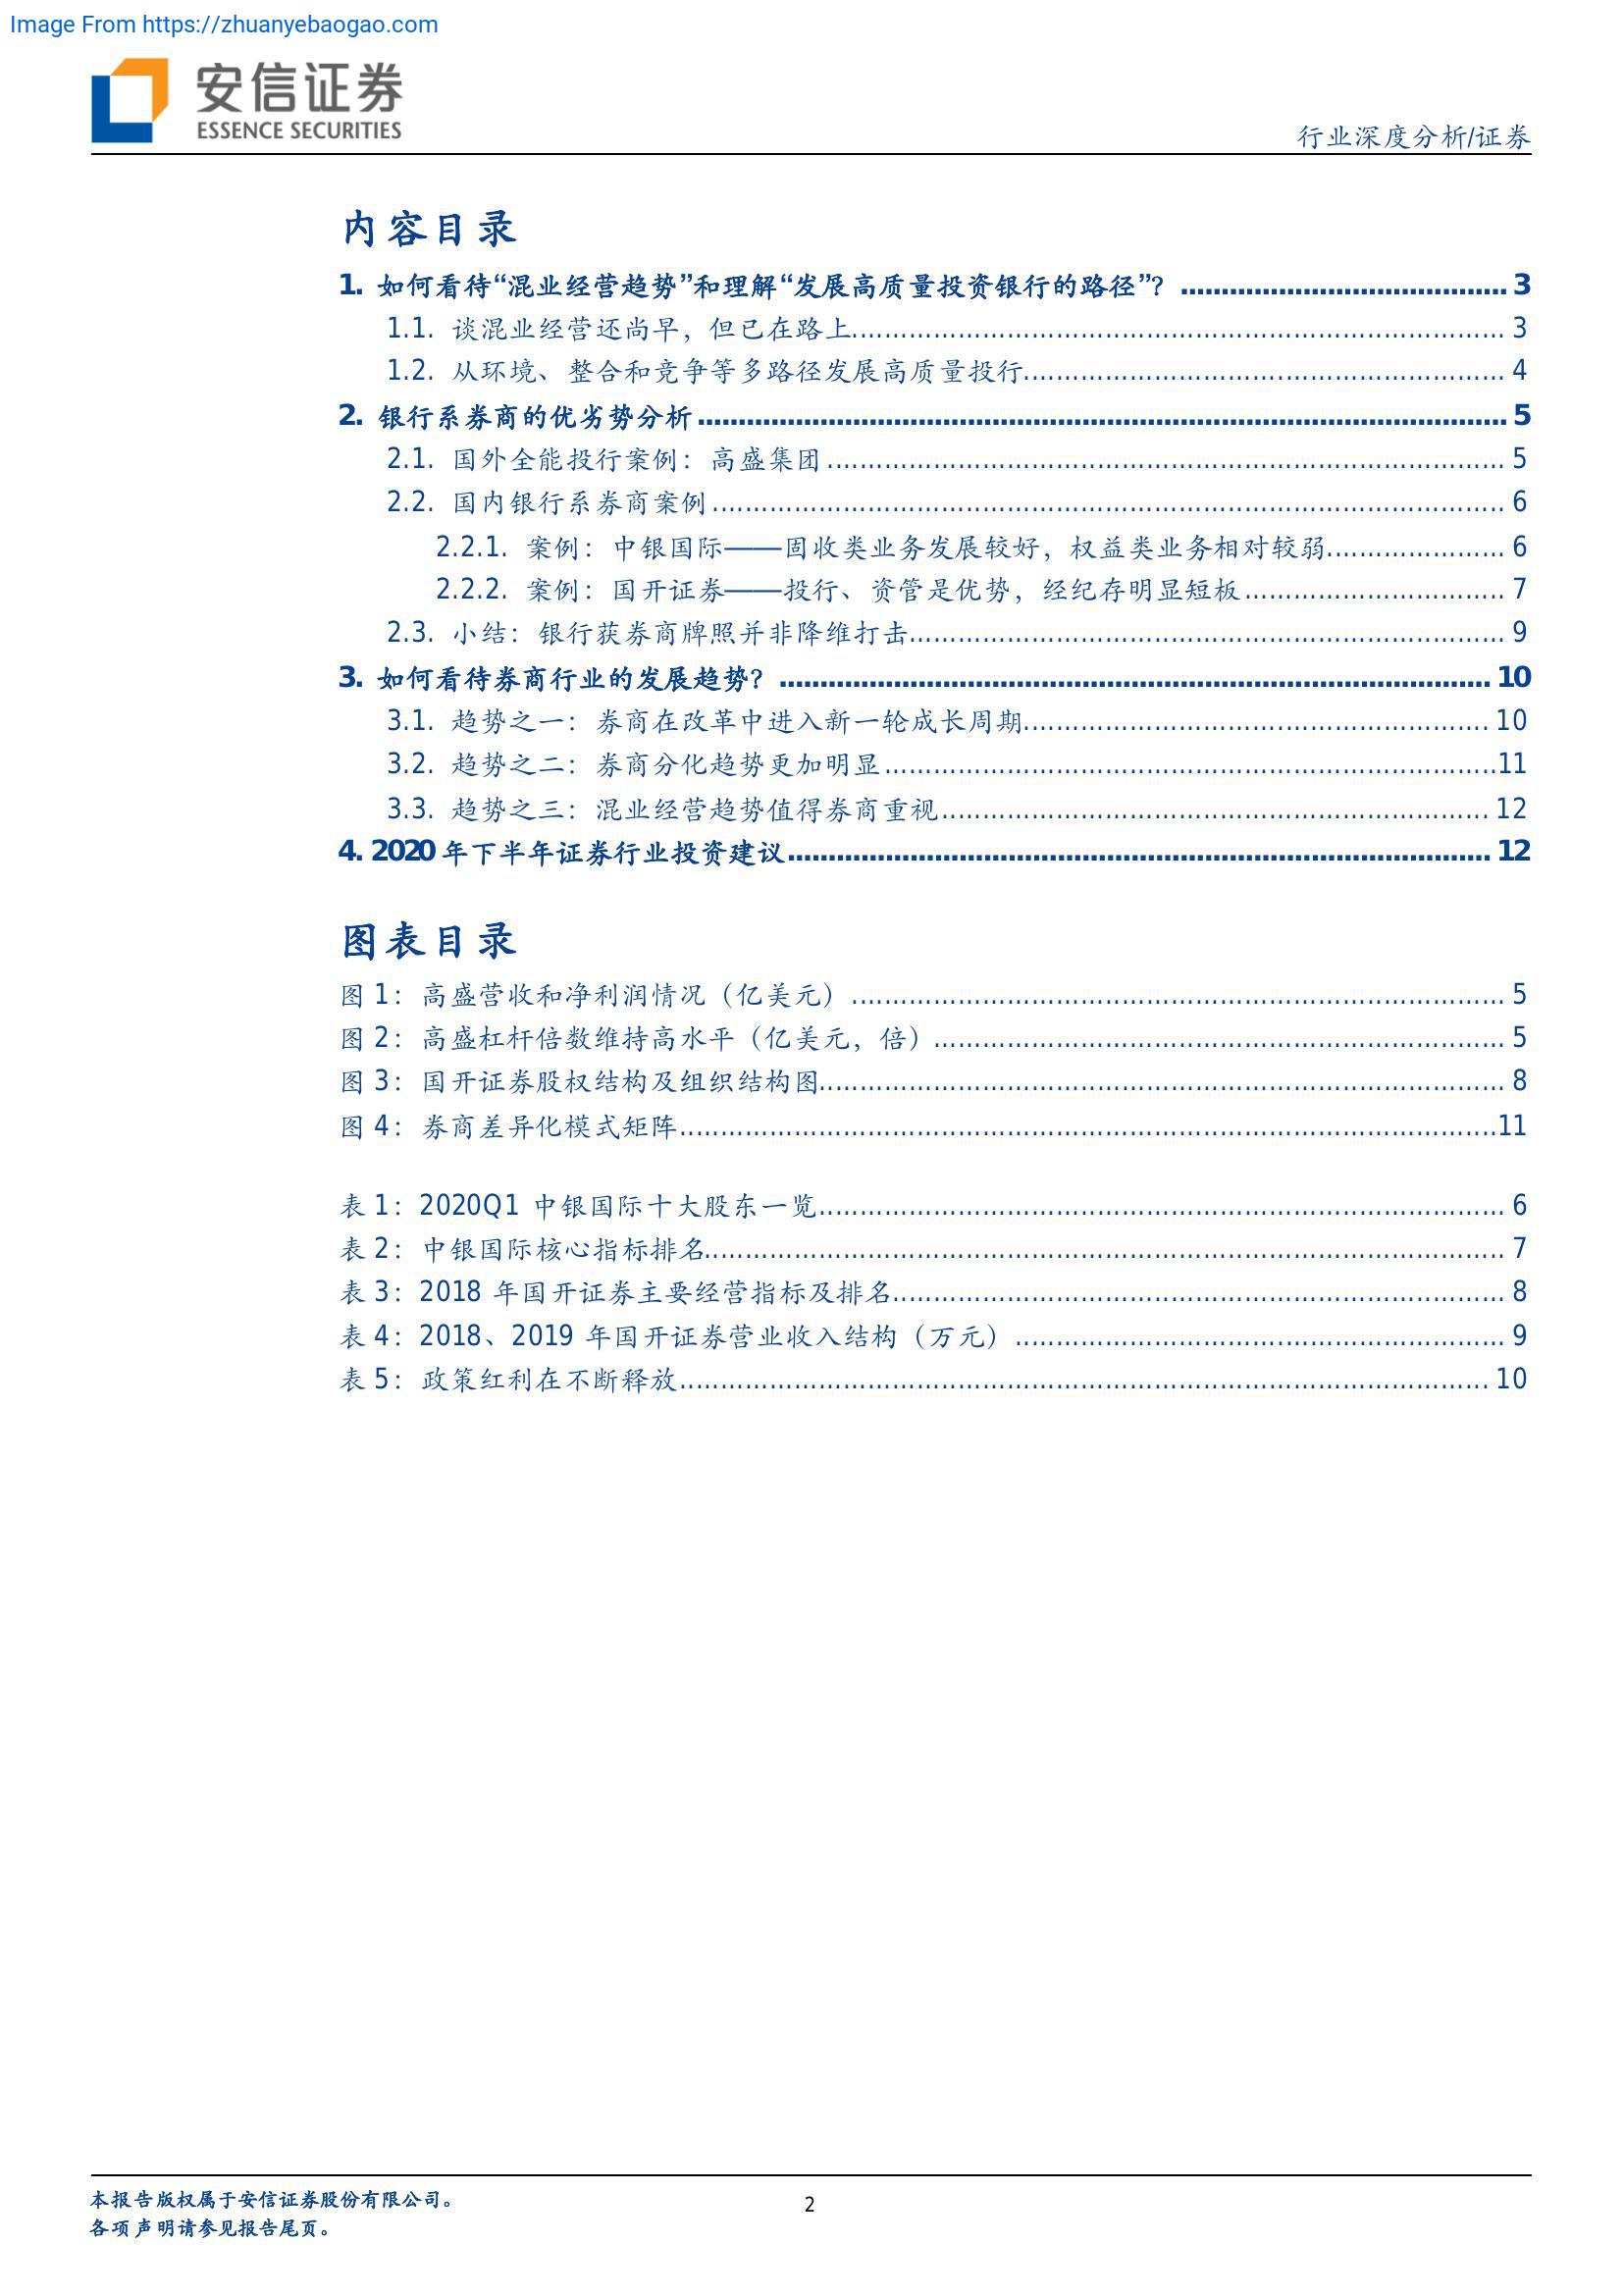 Image From https://zhuanyebaogao.com
安信证券
ESSENCE SECURITIES
行业深度分析/证券
内容目录
1. 如何看待“混业经营趋势”和理解“发展高质量投资银行的路径”？ 3
1.1. 谈混业经营还尚早，但已在路上 3
1.2. 从环境、整合和竞争等多路径发展高质量投行 4
2. 银行系券商的优劣势分析 5
2.1. 国外全能投行案例：高盛集团 5
2.2. 国内银行系券商案例 6
2.2.1. 案例：中银国际——固收类业务发展较好，权益类业务相对较弱 6
2.2.2. 案例：国开证券——投行、资管是优势，经纪存明显短板 7
2.3. 小结：银行获券商牌照并非降维打击 9
3. 如何看待券商行业的发展趋势？ 10
3.1. 趋势之一：券商在改革中进入新一轮成长周期 10
3.2. 趋势之二：券商分化趋势更加明显 11
3.3. 趋势之三：混业经营趋势值得券商重视 12
4. 2020 年下半年证券行业投资建议 12
图表目录
图 1：高盛营收和净利润情况（亿美元） 5
图 2：高盛杠杆倍数维持高水平（亿美元，倍） 5
图 3：国开证券股权结构及组织结构图 8
图 4：券商差异化模式矩阵 11
表 1：2020Q1 中银国际十大股东一览 6
表 2：中银国际核心指标排名 7
表 3：2018 年国开证券主要经营指标及排名 8
表 4：2018、2019 年国开证券营业收入结构（万元） 9
表 5：政策红利在不断释放 10
本报告版权属于安信证券股份有限公司。
2
各项声明请参见报告尾页。